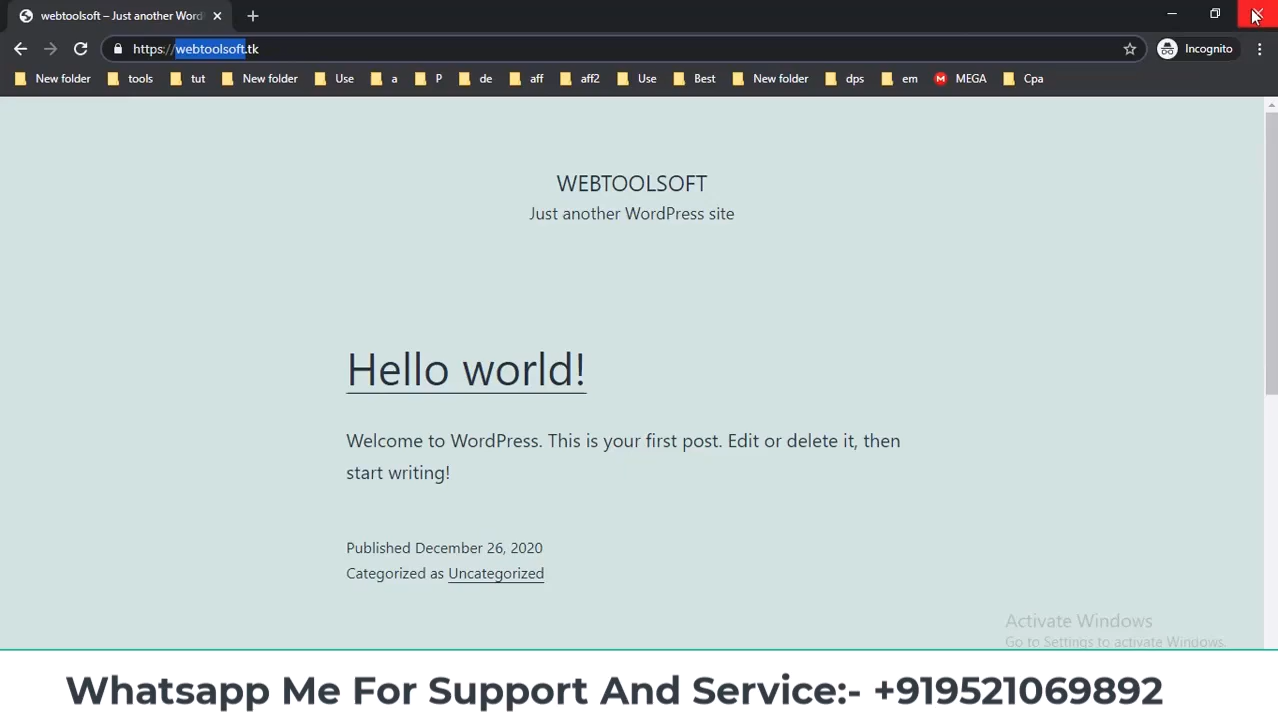 webtoolsoft – Just another Word
https://webtoolsoft.tk
Incognito
New folder tools tut New folder Use a P de aff aff2 Use Best New folder dps em MEGA Cpa
WEBTOOLSOFT
Just another WordPress site
Hello world!
Welcome to WordPress. This is your first post. Edit or delete it, then
start writing!
Published December 26, 2020
Categorized as Uncategorized
Activate Windows
Go to Settings to activate Windows.
Whatsapp Me For Support And Service:- +919521069892